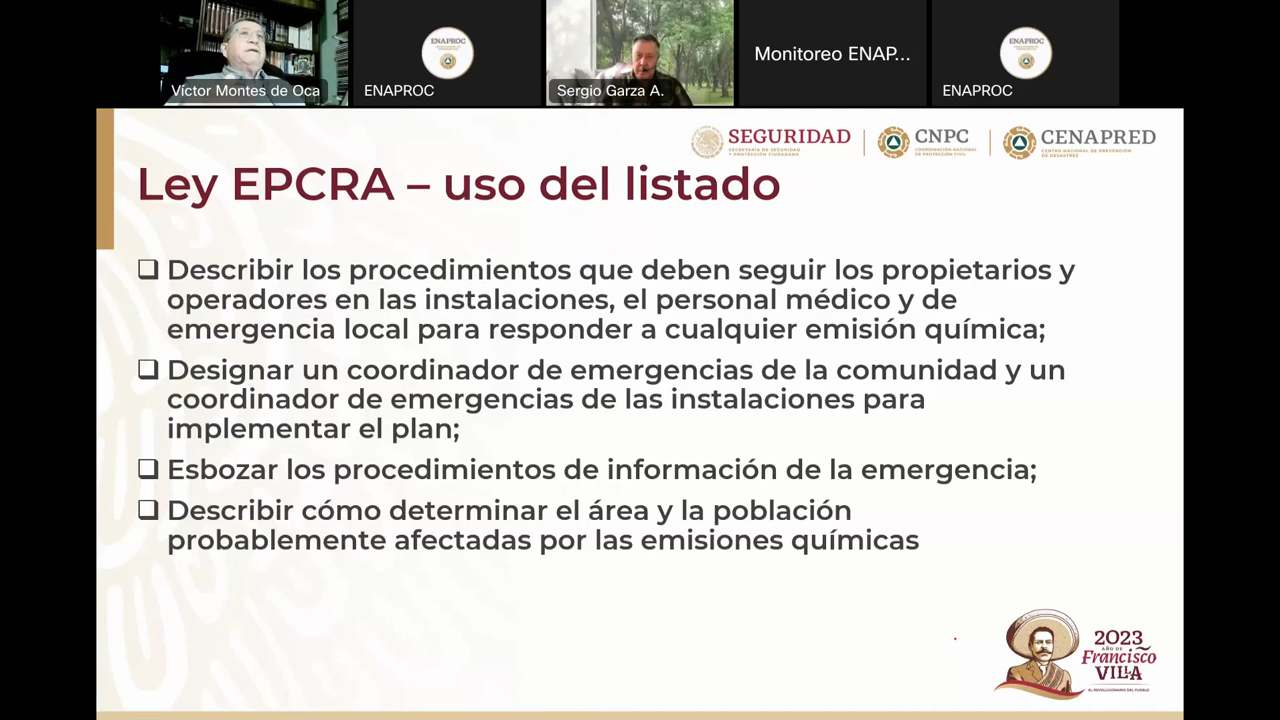 Víctor Montes de Oca
ENAPROC
ENAPROC
Sergio Garza A.
Monitoreo ENAP...
ENAPROC
ENAPROC
SEGURIDAD
SECRETARÍA DE SEGURIDAD
Y PROTECCIÓN CIUDADANA
CNPC
COORDINACIÓN NACIONAL
DE PROTECCIÓN CIVIL
CENAPRED
CENTRO NACIONAL DE PREVENCIÓN
DE DESASTRES
Ley EPCRA – uso del listado
❑ Describir los procedimientos que deben seguir los propietarios y
operadores en las instalaciones, el personal médico y de
emergencia local para responder a cualquier emisión química;
❑ Designar un coordinador de emergencias de la comunidad y un
coordinador de emergencias de las instalaciones para
implementar el plan;
❑ Esbozar los procedimientos de información de la emergencia;
❑ Describir cómo determinar el área y la población
probablemente afectadas por las emisiones químicas
2023
AÑO DE
Francisco
VILLA
EL REVOLUCIONARIO DEL PUEBLO